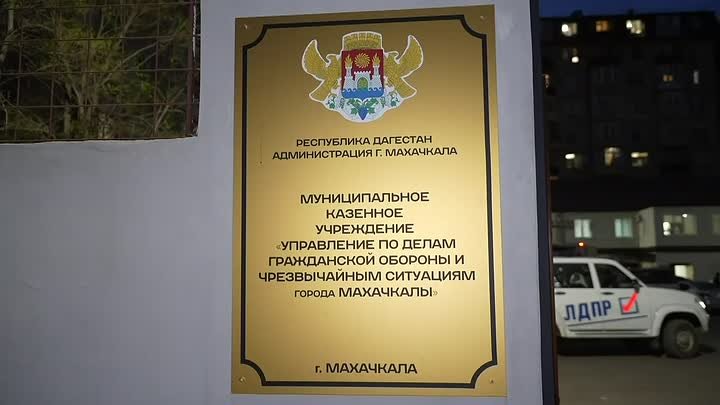 РЕСПУБЛИКА ДАГЕСТАН
АДМИНИСТРАЦИЯ Г. МАХАЧКАЛА
МУНИЦИПАЛЬНОЕ
КАЗЕННОЕ
УЧРЕЖДЕНИЕ
«УПРАВЛЕНИЕ ПО ДЕЛАМ
ГРАЖДАНСКОЙ ОБОРОНЫ И
ЧРЕЗВЫЧАЙНЫМ СИТУАЦИЯМ
ГОРОДА МАХАЧКАЛЫ»
г. МАХАЧКАЛА
ЛДПР